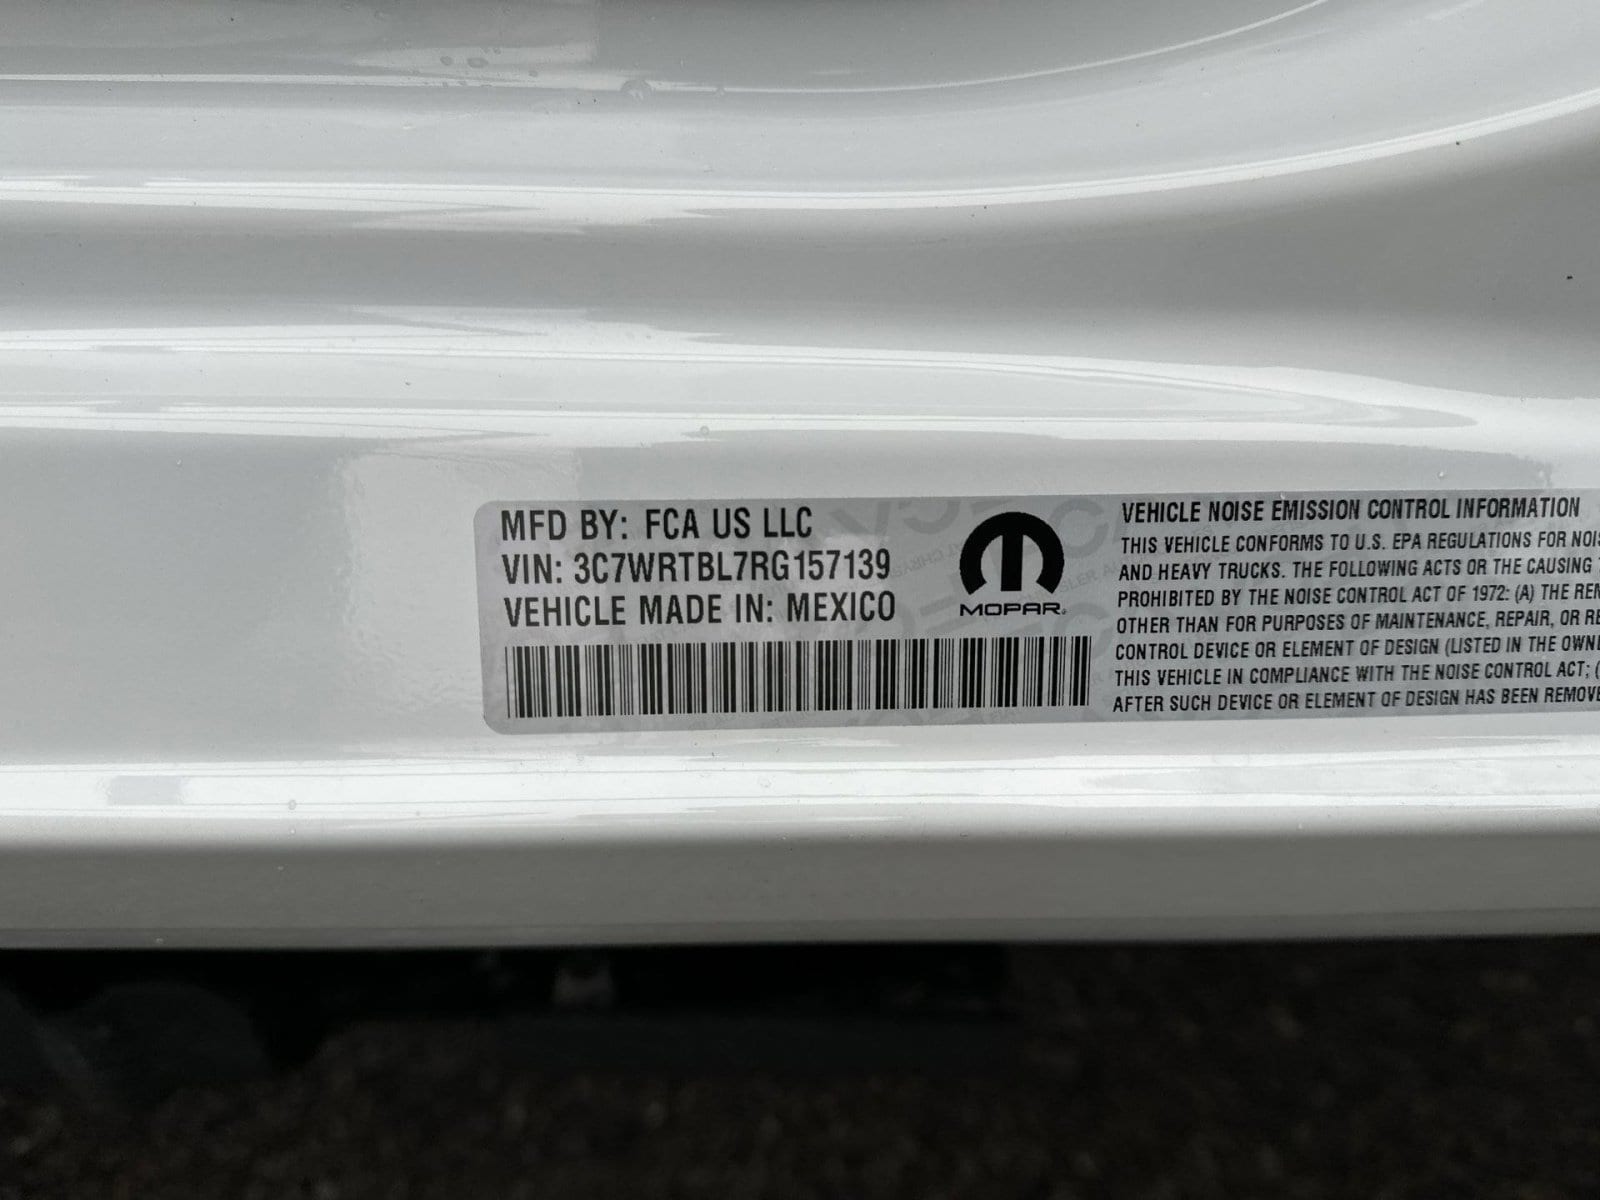 MFD BY: FCA US LLC
VIN: 3C7WRTBL7RG157139
VEHICLE MADE IN: MEXICO
MOPAR
VEHICLE NOISE EMISSION CONTROL INFORMATION
THIS VEHICLE CONFORMS TO U.S. EPA REGULATIONS FOR
AND HEAVY TRUCKS. THE FOLLOWING ACTS OR THE CAUSING
PROHIBITED BY THE NOISE CONTROL ACT OF 1972: (A) THE
OTHER THAN FOR PURPOSES OF MAINTENANCE, REPAIR, OR
CONTROL DEVICE OR ELEMENT OF DESIGN (LISTED IN THE
THIS VEHICLE IN COMPLIANCE WITH THE NOISE CONTROL ACT; (
AFTER SUCH DEVICE OR ELEMENT OF DESIGN HAS BEEN